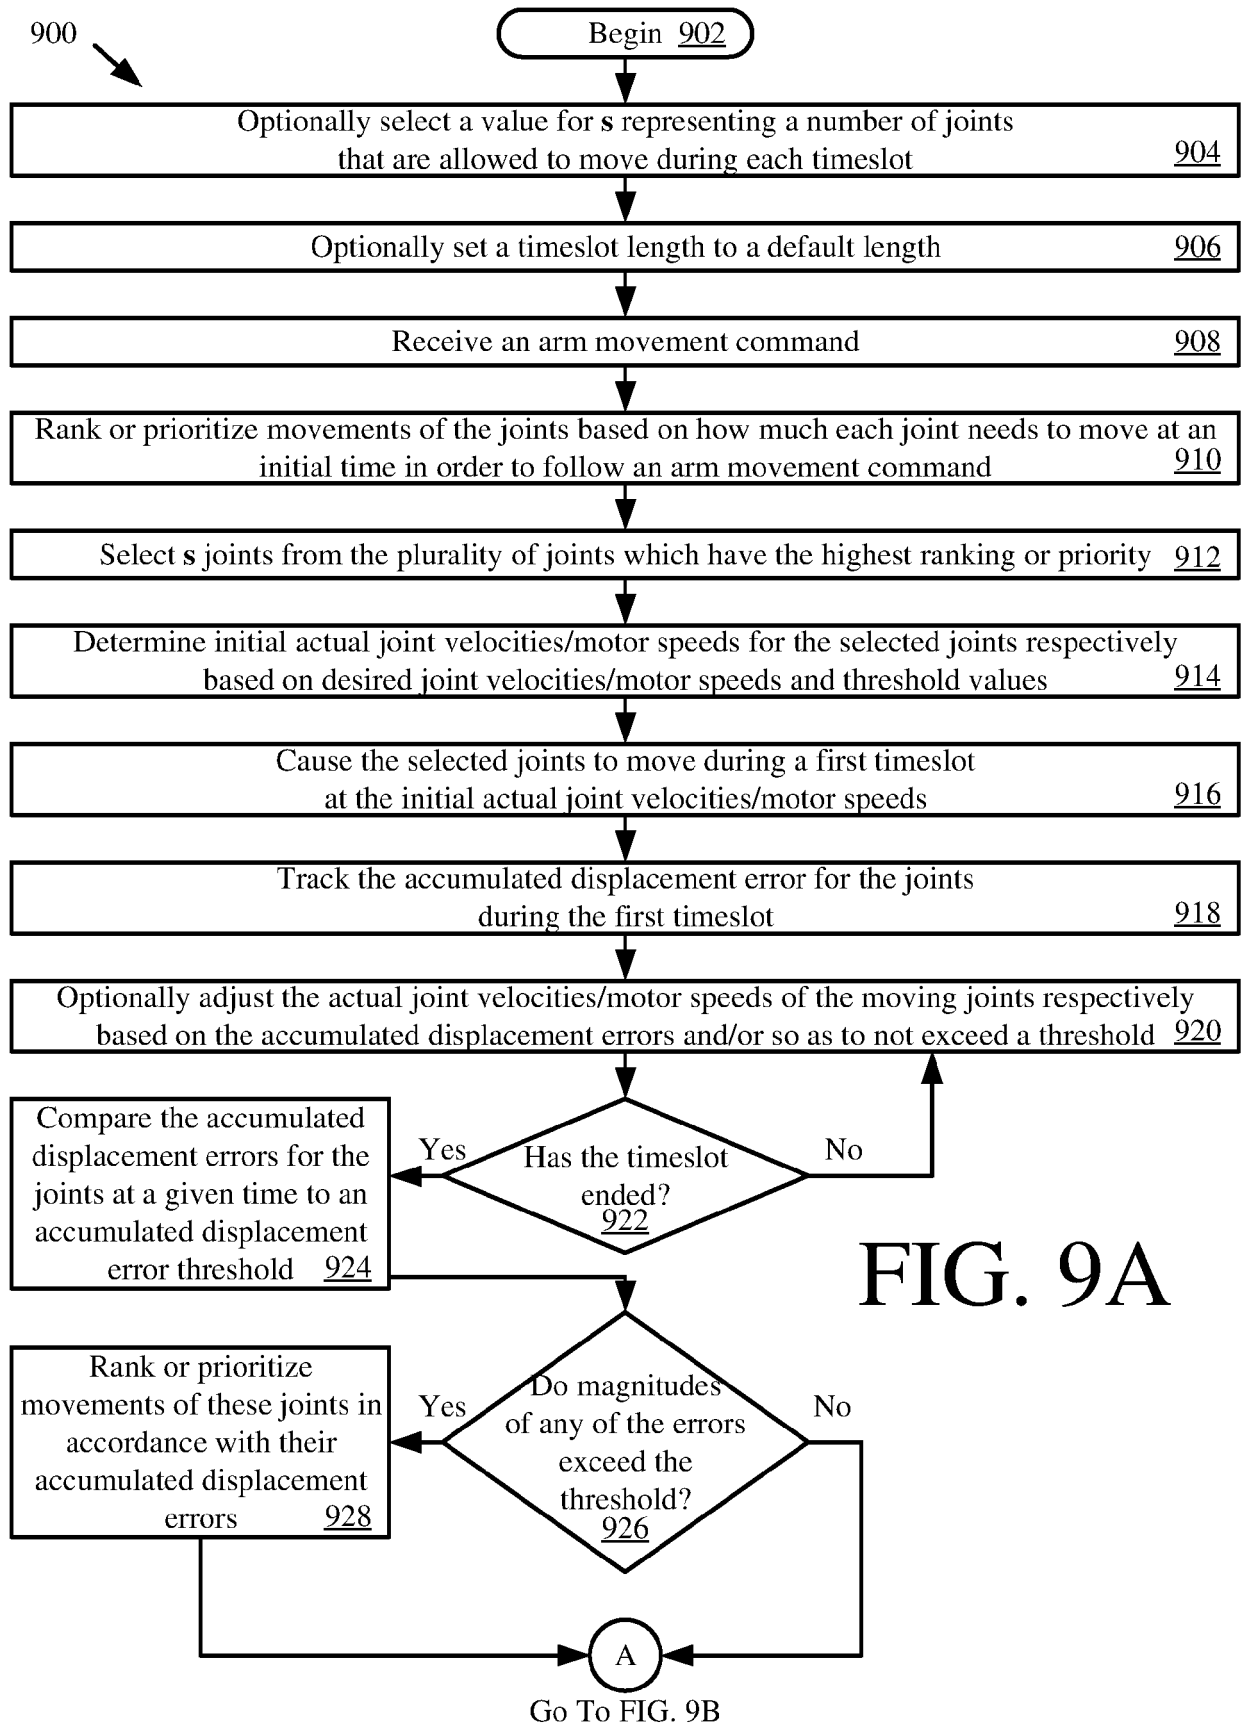 900
Begin 902
Optionally select a value for s representing a number of joints
that are allowed to move during each timeslot 904
Optionally set a timeslot length to a default length 906
Receive an arm movement command 908
Rank or prioritize movements of the joints based on how much each joint needs to move at an
initial time in order to follow an arm movement command 910
Select s joints from the plurality of joints which have the highest ranking or priority 912
Determine initial actual joint velocities/motor speeds for the selected joints respectively
based on desired joint velocities/motor speeds and threshold values 914
Cause the selected joints to move during a first timeslot
at the initial actual joint velocities/motor speeds 916
Track the accumulated displacement error for the joints
during the first timeslot 918
Optionally adjust the actual joint velocities/motor speeds of the moving joints respectively
based on the accumulated displacement errors and/or so as to not exceed a threshold 920
Has the timeslot
ended?
922
Yes
No
Compare the accumulated
displacement errors for the
joints at a given time to an
accumulated displacement
error threshold 924
FIG. 9A
Do magnitudes
of any of the errors
exceed the
threshold?
926
Yes
No
Rank or prioritize
movements of these joints in
accordance with their
accumulated displacement
errors 928
A
Go To FIG. 9B